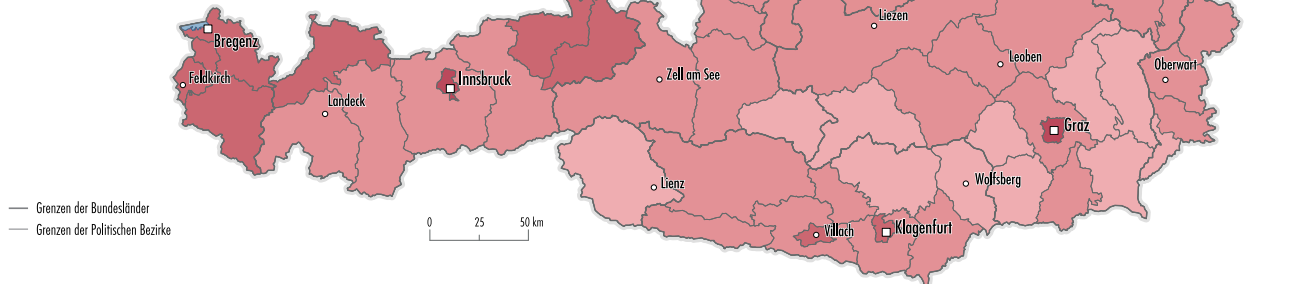 Liezen
Bregenz
Leoben
Oberwart
Feldkirch
Innsbruck
Zell am See
Landeck
Graz
Lienz
Wolfsberg
Grenzen der Bundesländer
0 25 50 km
Villach
Klagenfurt
Grenzen der Politischen Bezirke